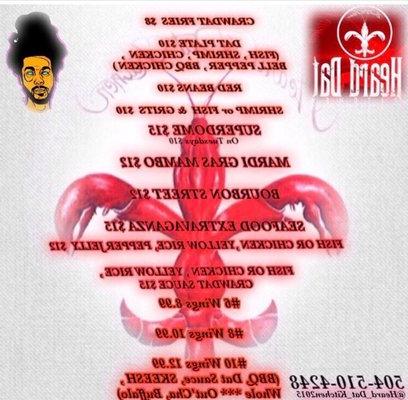 Heard Dat
CRAWDAT FRIES $8
DAT PLATE $10
(FISH, SHRIMP, CHICKEN,
BELL PEPPER, BBQ CHICKEN)
RED BEANS $10
SHRIMP or FISH & GRITS $10
SUPERDOME $15
On Tuesdays $10
MARDI GRAS MAMBO $12
BOURBON STREET $12
SEAFOOD EXTRAVAGANZA $15
FISH OR CHICKEN, YELLOW RICE, PEPPERJELLY $12
FISH OR CHICKEN, YELLOW RICE,
CRAWDAT SAUCE $15
#6 Wings 8.99
#8 Wings 10.99
#10 Wings 12.99
(BBQ, Dat Sauce, SKEESH,
Whole *** Out'Cha, Buffalo)
504-510-4248
@Heard_Dat_Kitchen2015